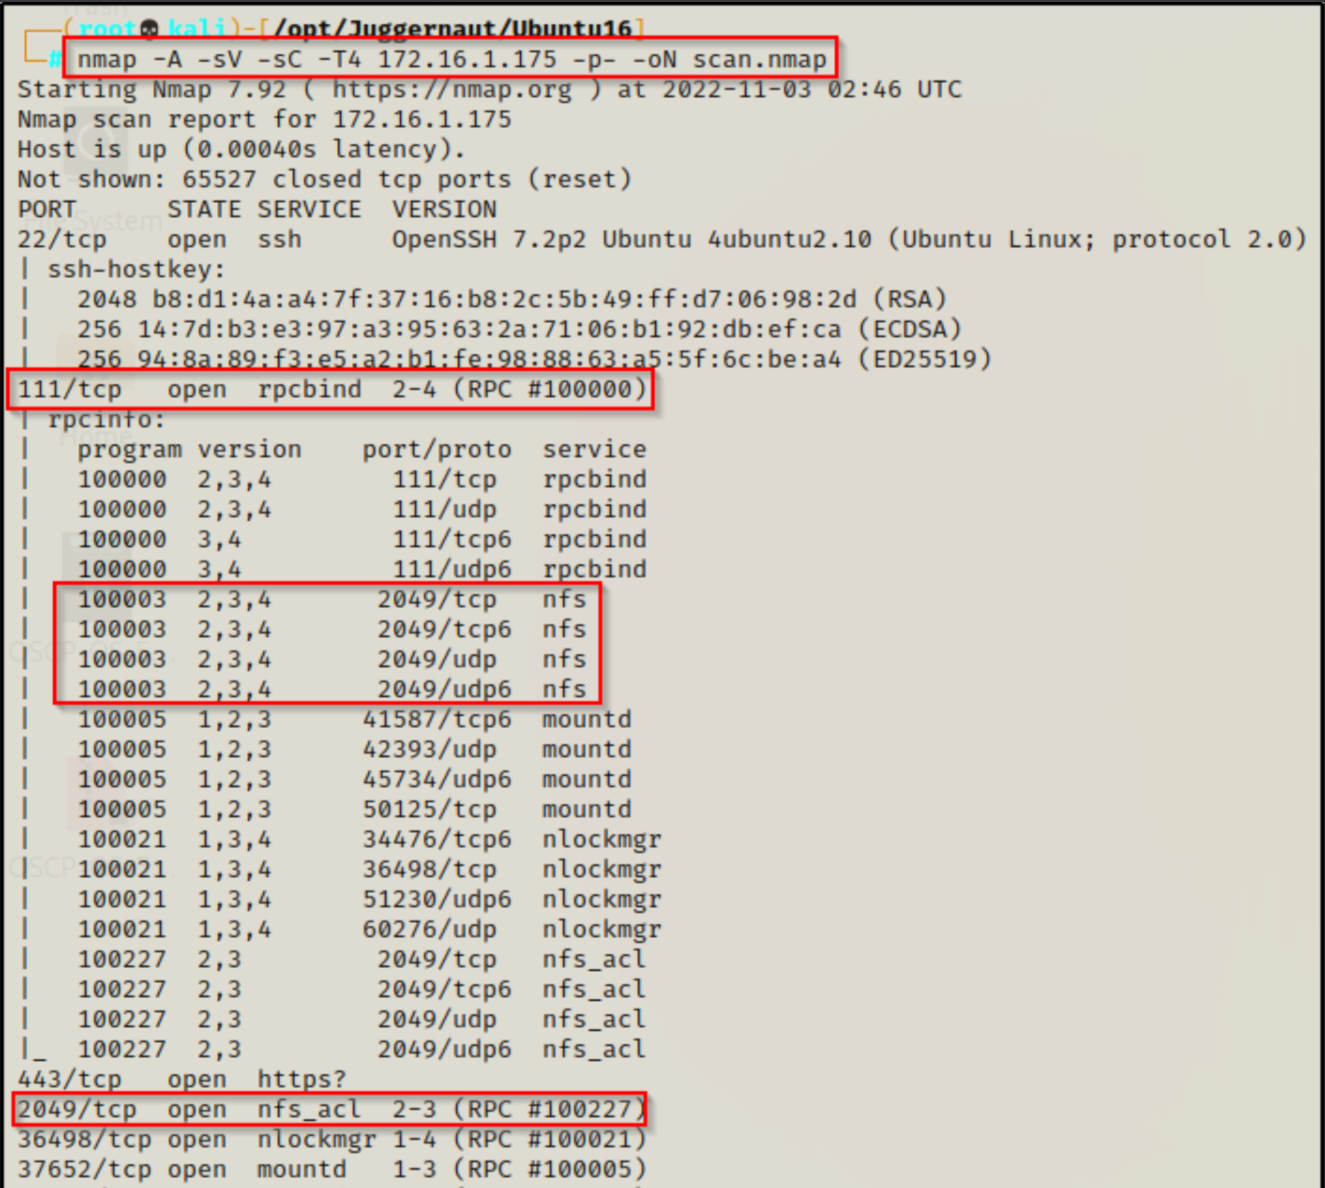 Trash
(root💀kali)-[/opt/Juggernaut/Ubuntu16]
# nmap -A -sV -sC -T4 172.16.1.175 -p- -oN scan.nmap
Starting Nmap 7.92 ( https://nmap.org ) at 2022-11-03 02:46 UTC
Nmap scan report for 172.16.1.175
Host is up (0.00040s latency).
Not shown: 65527 closed tcp ports (reset)
PORT      STATE SERVICE  VERSION
File System
22/tcp    open  ssh      OpenSSH 7.2p2 Ubuntu 4ubuntu2.10 (Ubuntu Linux; protocol 2.0)
| ssh-hostkey:
|   2048 b8:d1:4a:a4:7f:37:16:b8:2c:5b:49:ff:d7:06:98:2d (RSA)
|   256 14:7d:b3:e3:97:a3:95:63:2a:71:06:b1:92:db:ef:ca (ECDSA)
|   256 94:8a:89:f3:e5:a2:b1:fe:98:88:63:a5:5f:6c:be:a4 (ED25519)
111/tcp   open  rpcbind  2-4 (RPC #100000)
| rpcinfo:
Home
|   program version    port/proto  service
|   100000  2,3,4        111/tcp   rpcbind
|   100000  2,3,4        111/udp   rpcbind
|   100000  3,4          111/tcp6  rpcbind
|   100000  3,4          111/udp6  rpcbind
|   100003  2,3,4       2049/tcp   nfs
|   100003  2,3,4       2049/tcp6  nfs
|   100003  2,3,4       2049/udp   nfs
|   100003  2,3,4       2049/udp6  nfs
|   100005  1,2,3      41587/tcp6  mountd
|   100005  1,2,3      42393/udp   mountd
|   100005  1,2,3      45734/udp6  mountd
|   100005  1,2,3      50125/tcp   mountd
|   100021  1,3,4      34476/tcp6  nlockmgr
|   100021  1,3,4      36498/tcp   nlockmgr
|   100021  1,3,4      51230/udp6  nlockmgr
|   100021  1,3,4      60276/udp   nlockmgr
|   100227  2,3         2049/tcp   nfs_acl
|   100227  2,3         2049/tcp6  nfs_acl
|   100227  2,3         2049/udp   nfs_acl
|_  100227  2,3         2049/udp6  nfs_acl
443/tcp   open  https?
2049/tcp  open  nfs_acl  2-3 (RPC #100227)
36498/tcp open  nlockmgr 1-4 (RPC #100021)
37652/tcp open  mountd   1-3 (RPC #100005)